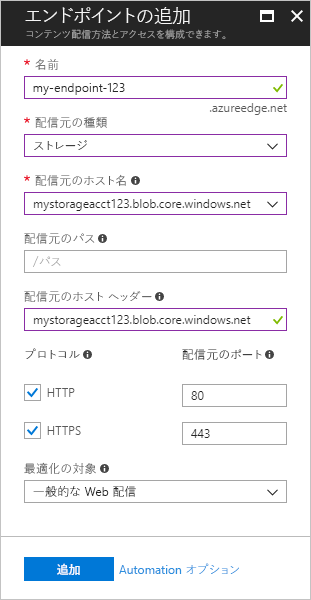 エンドポイントの追加
コンテンツ配信方法とアクセスを構成できます。
* 名前
my-endpoint-123
.azureedge.net
* 配信元の種類
ストレージ
* 配信元のホスト名
mystorageacct123.blob.core.windows.net
配信元のパス
/パス
配信元のホスト ヘッダー
mystorageacct123.blob.core.windows.net
プロトコル 配信元のポート
HTTP 80
HTTPS 443
最適化の対象
一般的な Web 配信
追加 Automation オプション